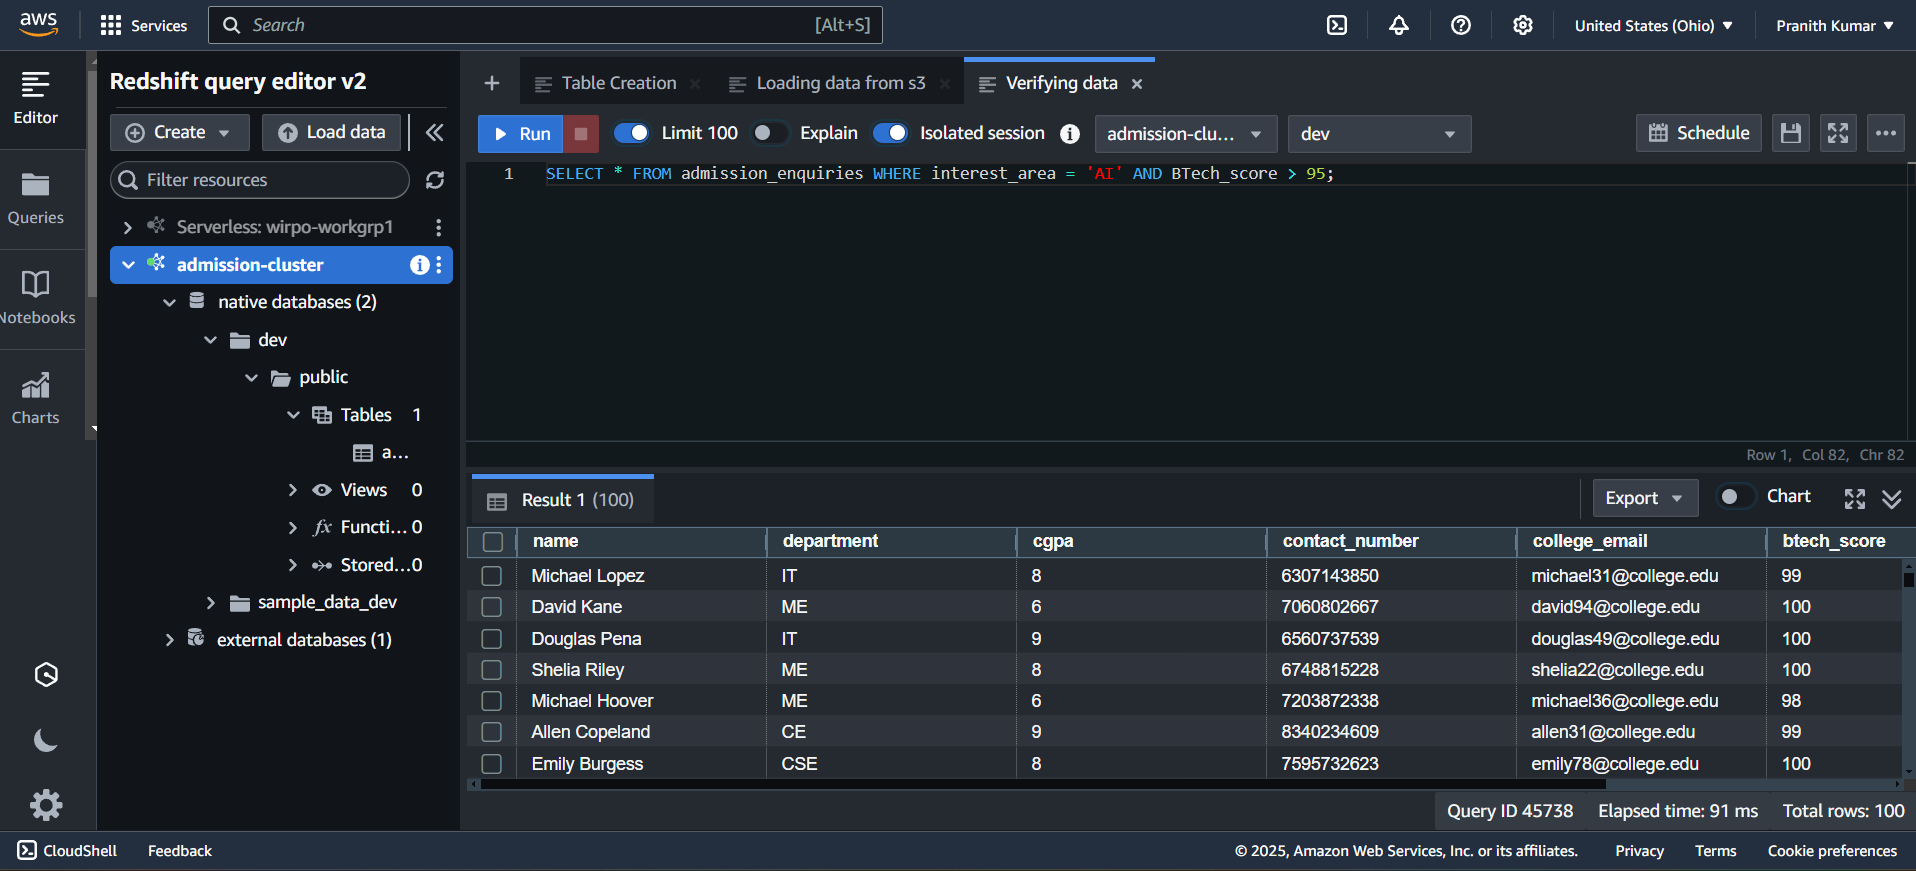 aws
Services
Search
[Alt+S]
United States (Ohio)
Pranith Kumar
Editor
Queries
Notebooks
Charts
Redshift query editor v2
Create
Load data
Filter resources
Serverless: wirpo-workgrp1
admission-cluster
native databases (2)
dev
public
Tables 1
a...
Views 0
fx Functi... 0
Stored... 0
sample_data_dev
external databases (1)
Table Creation
Loading data from s3
Verifying data
Run
Limit 100
Explain
Isolated session
admission-clu...
dev
Schedule
1 SELECT * FROM admission_enquiries WHERE interest_area = 'AI' AND BTech_score > 95;
Row 1, Col 82, Chr 82
Result 1 (100)
Export
Chart
name department cgpa contact_number college_email btech_score
Michael Lopez IT 8 6307143850 michael31@college.edu 99
David Kane ME 6 7060802667 david94@college.edu 100
Douglas Pena IT 9 6560737539 douglas49@college.edu 100
Shelia Riley ME 8 6748815228 shelia22@college.edu 100
Michael Hoover ME 6 7203872338 michael36@college.edu 98
Allen Copeland CE 9 8340234609 allen31@college.edu 99
Emily Burgess CSE 8 7595732623 emily78@college.edu 100
Query ID 45738 Elapsed time: 91 ms Total rows: 100
CloudShell Feedback
© 2025, Amazon Web Services, Inc. or its affiliates. Privacy Terms Cookie preferences